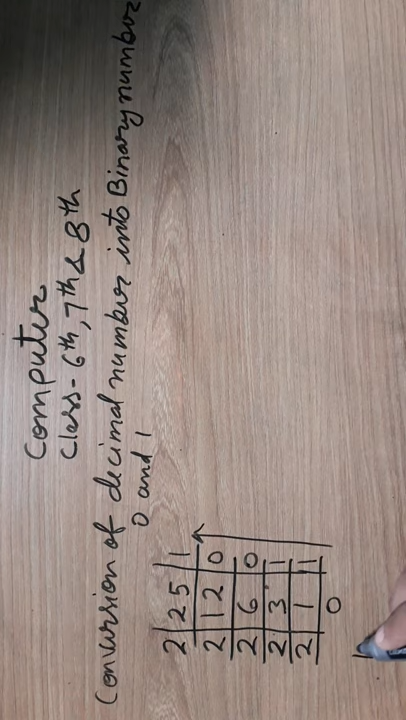 Computer
Class - 6th, 7th & 8th
Conversion of decimal number into Binary number
0 and 1
2 25 1
2 12 0
2 6 0
2 3 1
2 1 1
0